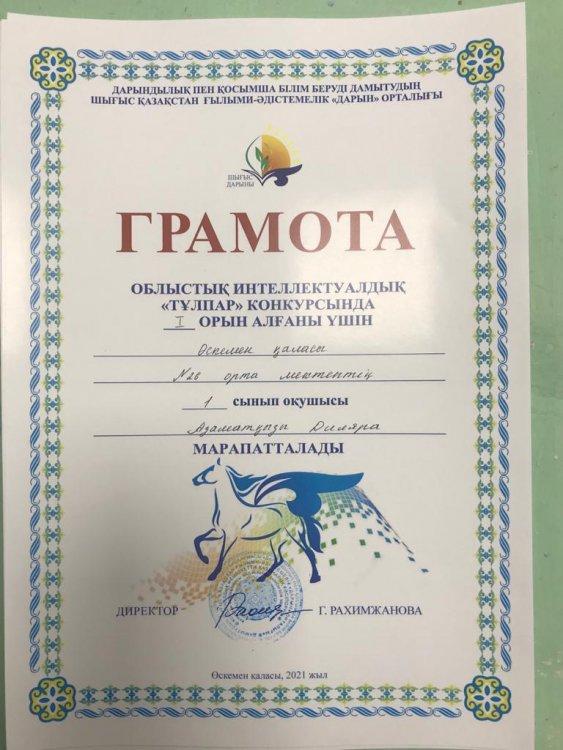 ДАРЫНДЫЛЫҚ ПЕН ҚОСЫМША БІЛІМ БЕРУДІ ДАМЫТУДЫҢ
ШЫҒЫС ҚАЗАҚСТАН ҒЫЛЫМИ-ӘДІСТЕМЕЛІК «ДАРЫН» ОРТАЛЫҒЫ
ШЫҒЫС
ДАРЫНЫ
ГРАМОТА
ОБЛЫСТЫҚ ИНТЕЛЛЕКТУАЛДЫҚ
«ТҰЛПАР» КОНКУРСЫНДА
I ОРЫН АЛҒАНЫ ҮШІН
Өскемен қаласы
№26 орта мектептің
1 сынып оқушысы
Азаматқызы Диляра
МАРАПАТТАЛАДЫ
ДИРЕКТОР Г. РАХИМЖАНОВА
Өскемен қаласы, 2021 жыл